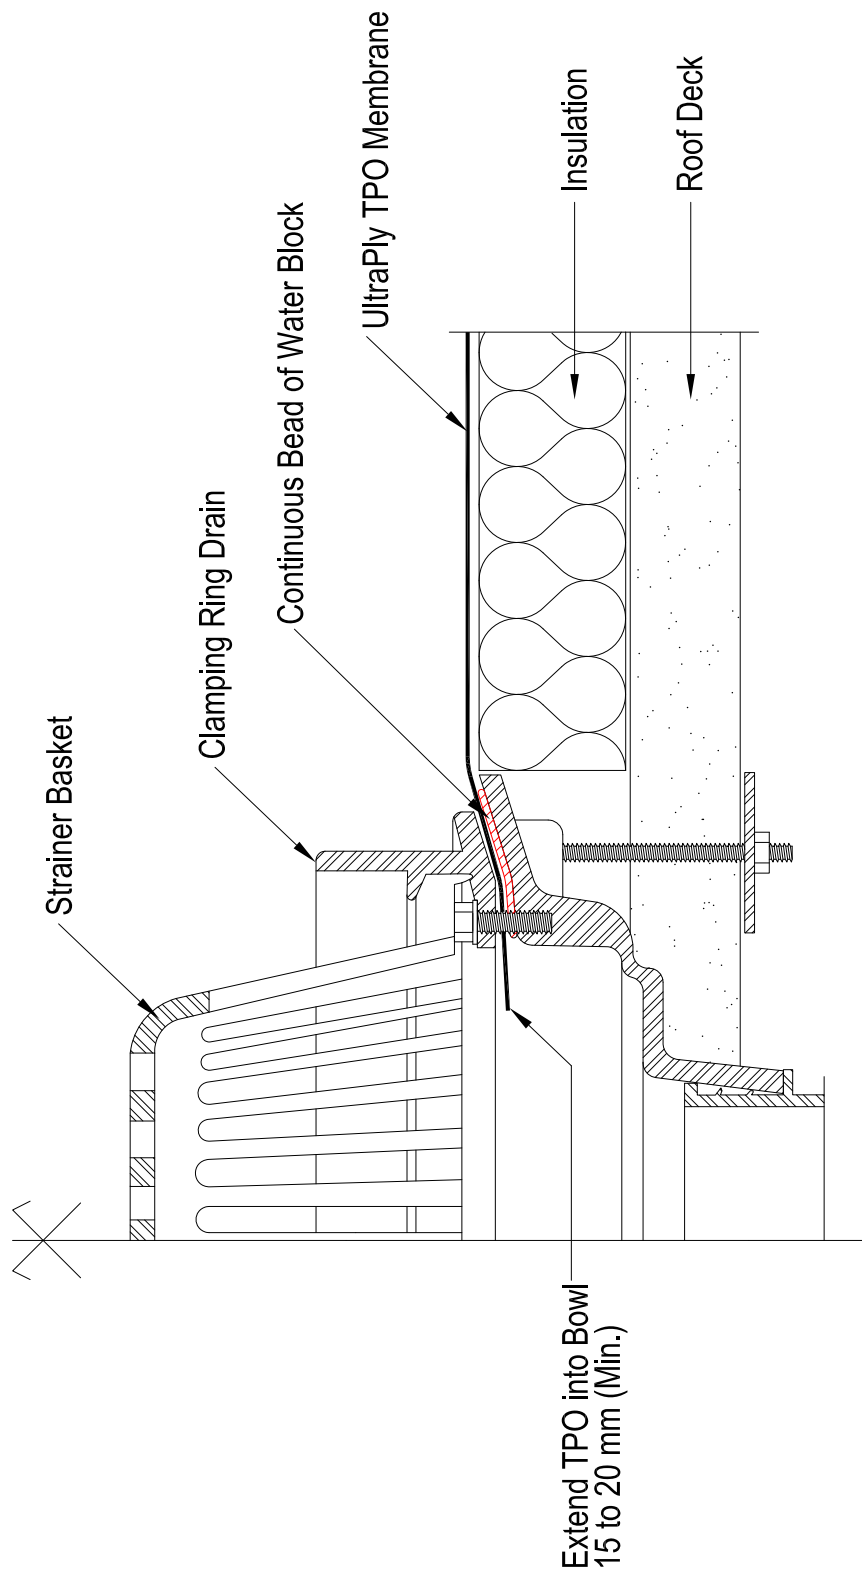 Strainer Basket
Clamping Ring Drain
Continuous Bead of Water Block
UltraPly TPO Membrane
Insulation
Roof Deck
Extend TPO into Bowl
15 to 20 mm (Min.)